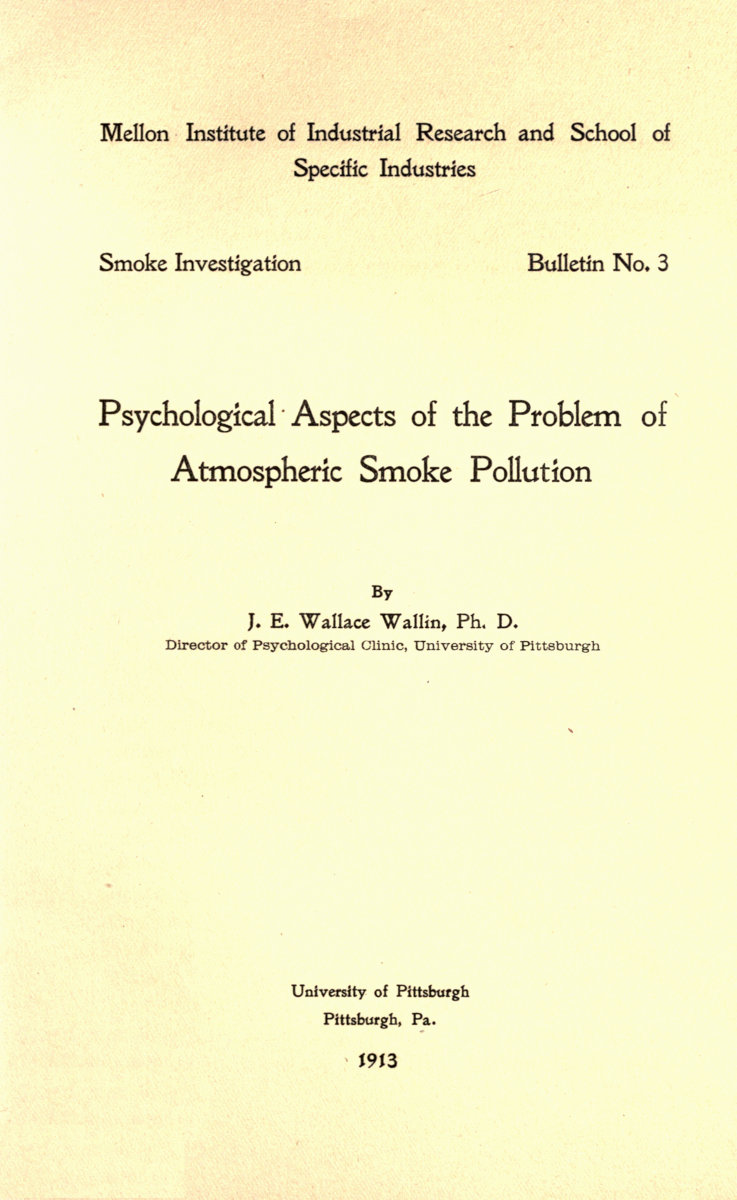 Mellon Institute of Industrial Research and School of
Specific Industries
Smoke Investigation Bulletin No. 3
Psychological Aspects of the Problem of
Atmospheric Smoke Pollution
By
J. E. Wallace Wallin, Ph. D.
Director of Psychological Clinic, University of Pittsburgh
University of Pittsburgh
Pittsburgh, Pa.
1913